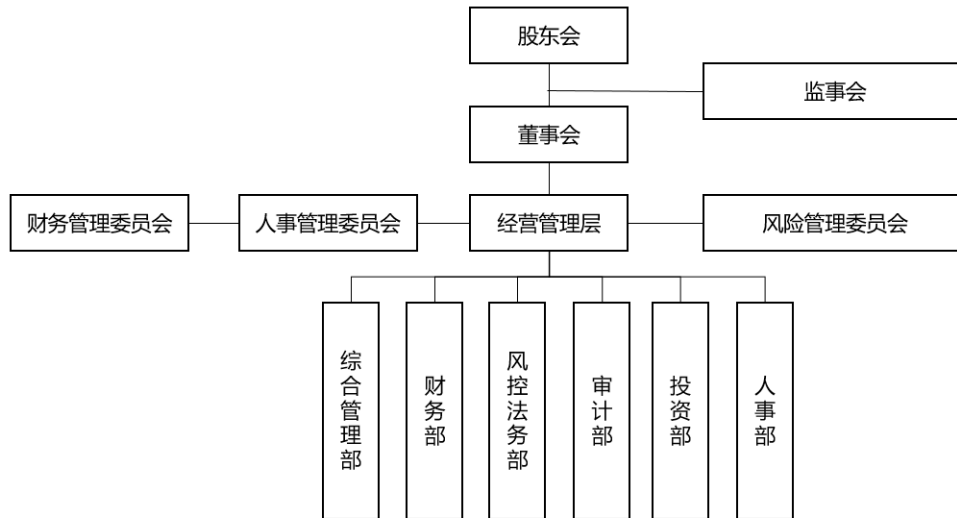 股东会
监事会
董事会
财务管理委员会
人事管理委员会
经营管理层
风险管理委员会
综合管理部
财务部
风控法务部
审计部
投资部
人事部